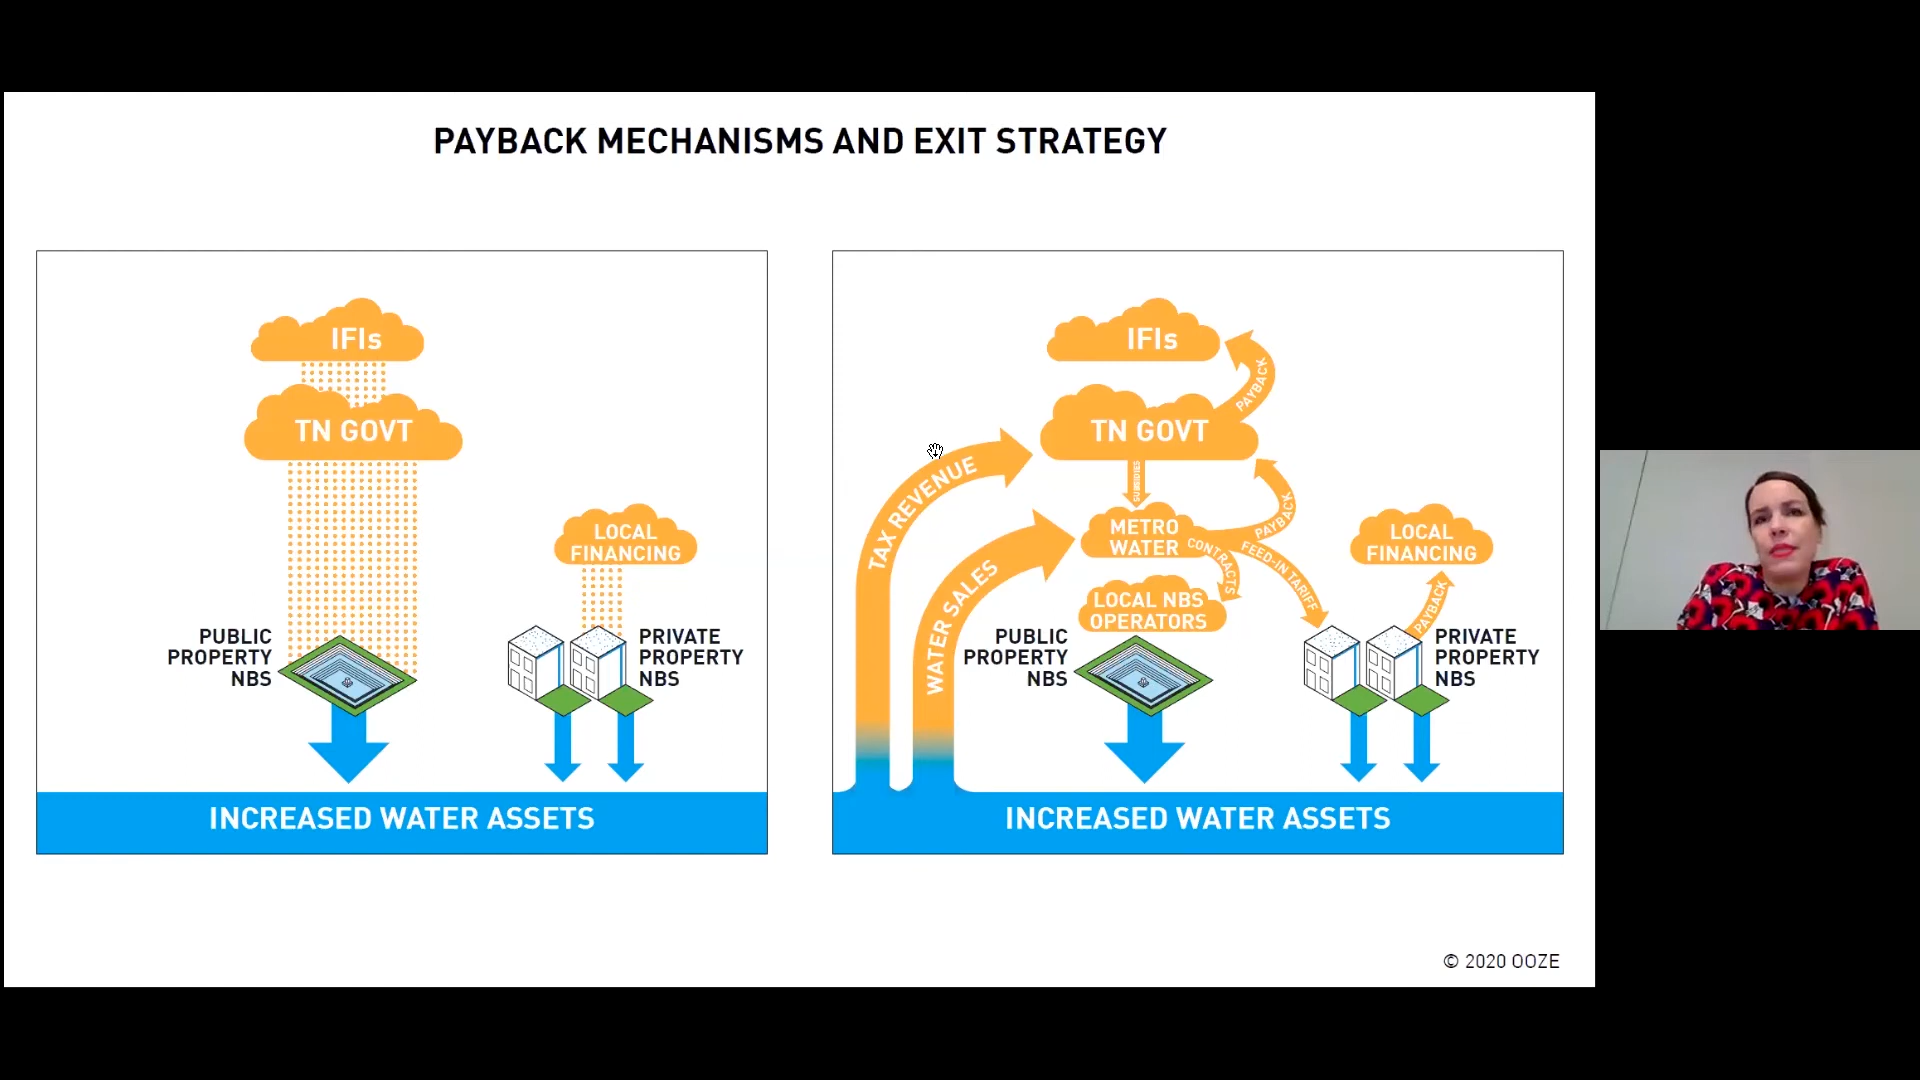 PAYBACK MECHANISMS AND EXIT STRATEGY
IFIs
TN GOVT
LOCAL
FINANCING
PUBLIC
PROPERTY
NBS
PRIVATE
PROPERTY
NBS
INCREASED WATER ASSETS
IFIs
PAYBACK
TN GOVT
TAX REVENUE
SUBSIDIES
WATER SALES
METRO
WATER
PAYBACK
CONTRACTS
FEED-IN TARIFF
LOCAL
FINANCING
PAYBACK
LOCAL NBS
OPERATORS
PUBLIC
PROPERTY
NBS
PRIVATE
PROPERTY
NBS
INCREASED WATER ASSETS
© 2020 OOZE